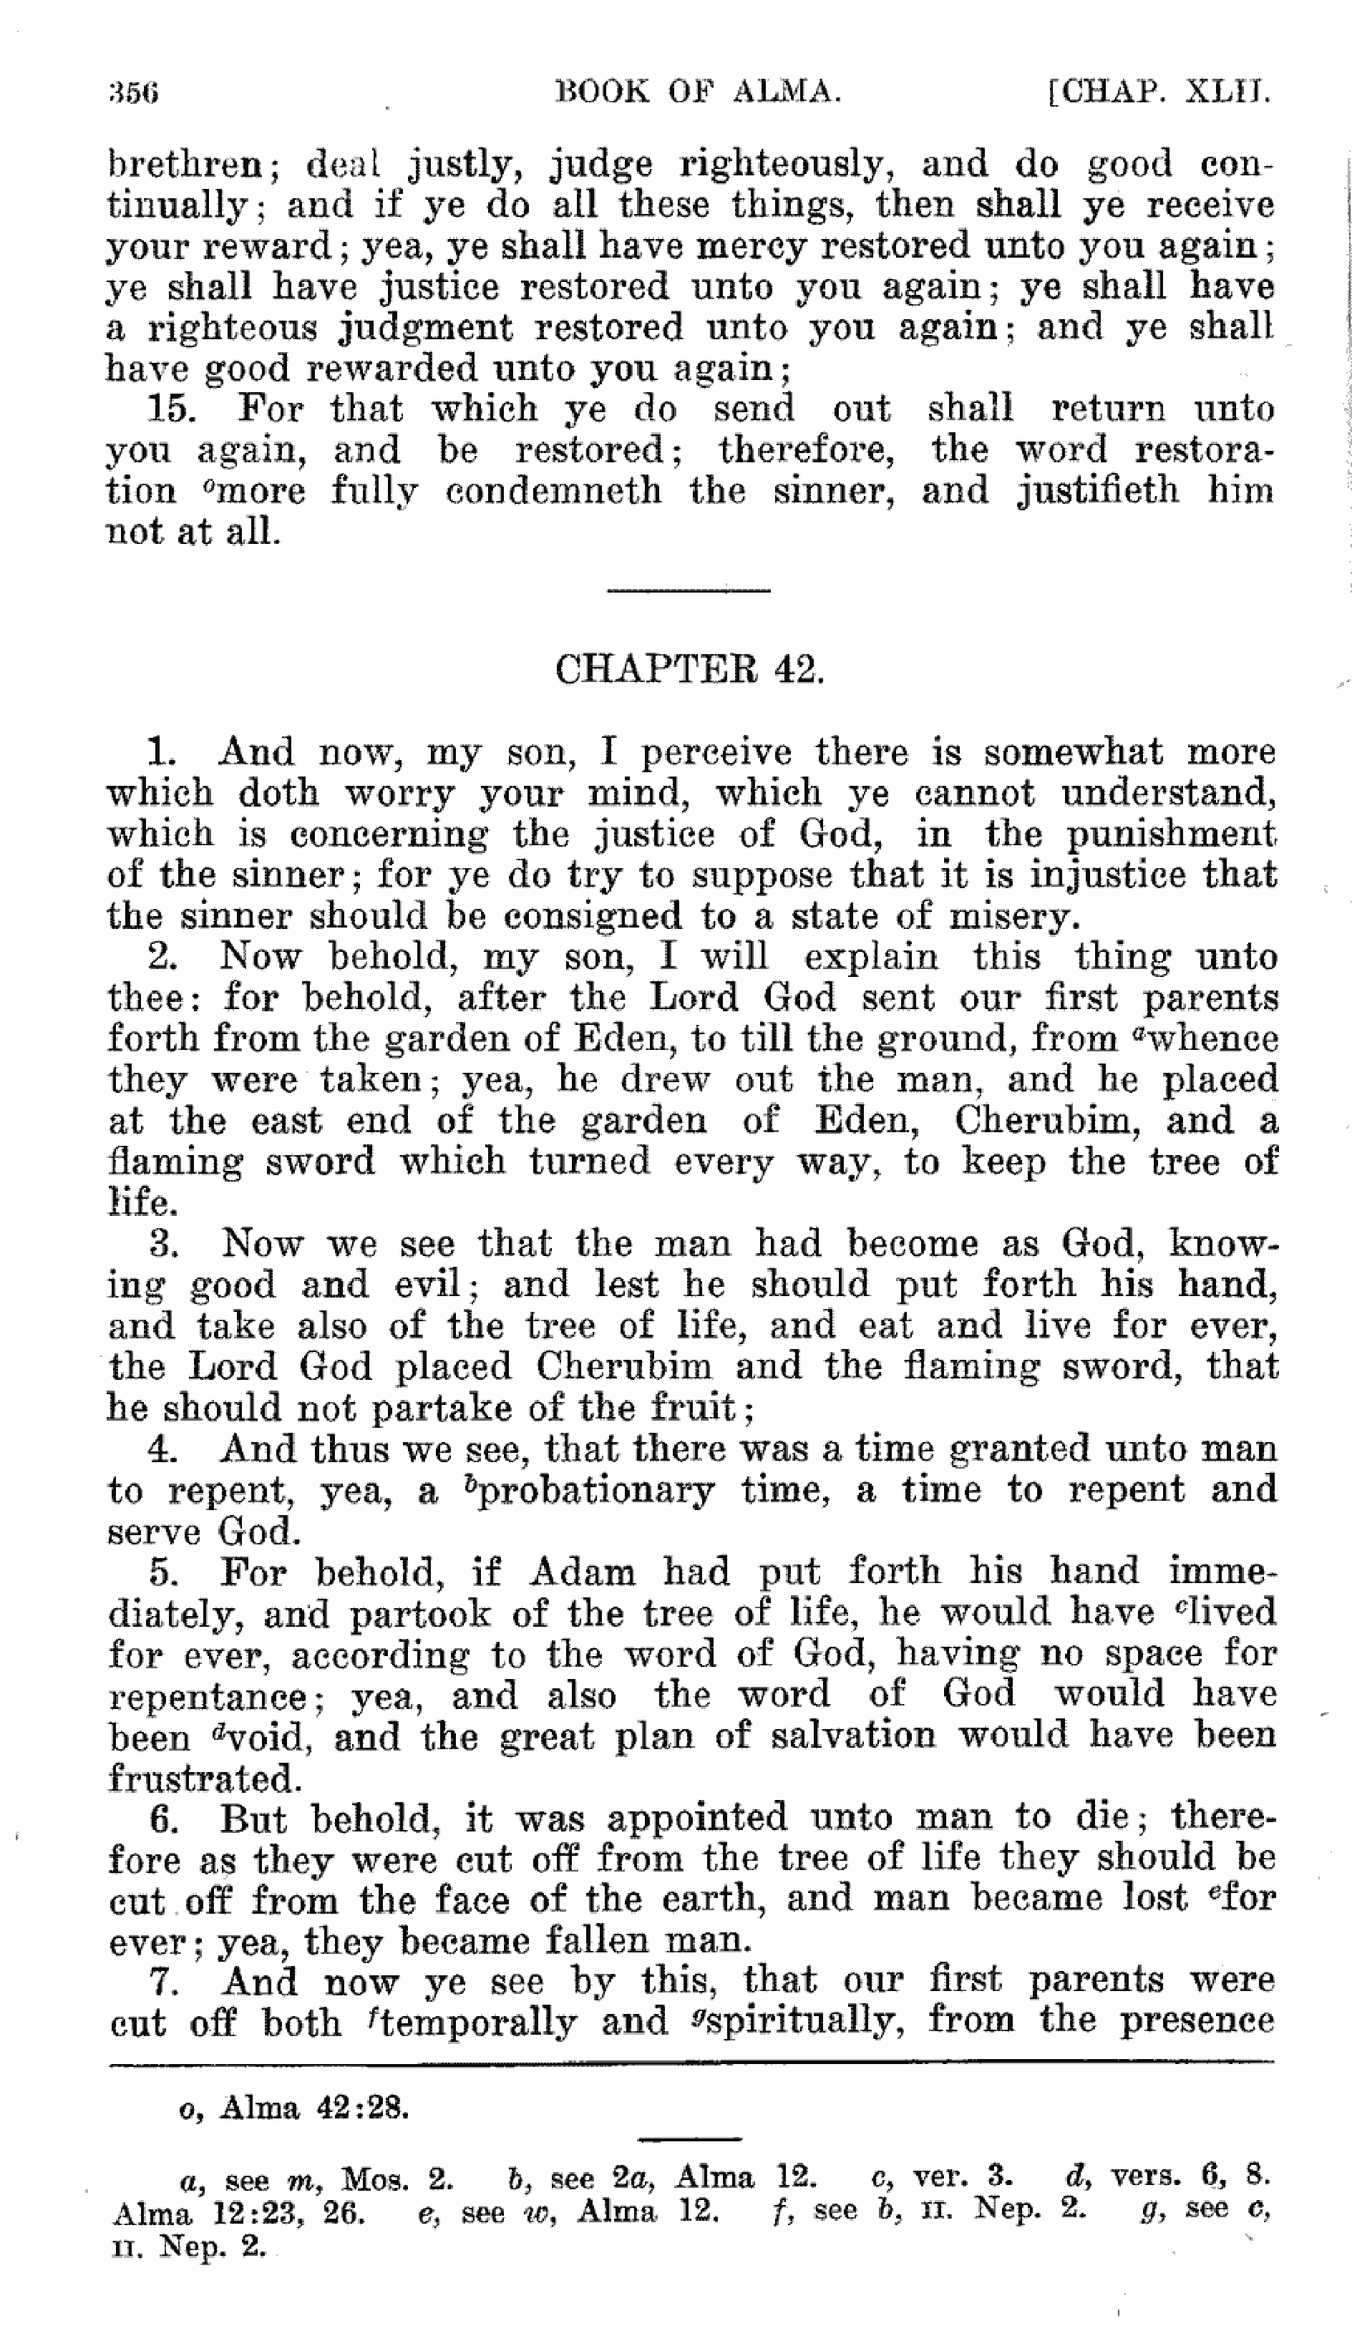 356 BOOK OF ALMA. [CHAP. XLII.
brethren; deal justly, judge righteously, and do good con-
tinually; and if ye do all these things, then shall ye receive
your reward; yea, ye shall have mercy restored unto you again;
ye shall have justice restored unto you again; ye shall have
a righteous judgment restored unto you again; and ye shall
have good rewarded unto you again;
15. For that which ye do send out shall return unto
you again, and be restored; therefore, the word restora-
tion ᵒmore fully condemneth the sinner, and justifieth him
not at all.
CHAPTER 42.
1. And now, my son, I perceive there is somewhat more
which doth worry your mind, which ye cannot understand,
which is concerning the justice of God, in the punishment
of the sinner; for ye do try to suppose that it is injustice that
the sinner should be consigned to a state of misery.
2. Now behold, my son, I will explain this thing unto
thee: for behold, after the Lord God sent our first parents
forth from the garden of Eden, to till the ground, from ᵃwhence
they were taken; yea, he drew out the man, and he placed
at the east end of the garden of Eden, Cherubim, and a
flaming sword which turned every way, to keep the tree of
life.
3. Now we see that the man had become as God, know-
ing good and evil; and lest he should put forth his hand,
and take also of the tree of life, and eat and live for ever,
the Lord God placed Cherubim and the flaming sword, that
he should not partake of the fruit;
4. And thus we see, that there was a time granted unto man
to repent, yea, a ᵇprobationary time, a time to repent and
serve God.
5. For behold, if Adam had put forth his hand imme-
diately, and partook of the tree of life, he would have ᶜlived
for ever, according to the word of God, having no space for
repentance; yea, and also the word of God would have
been ᵈvoid, and the great plan of salvation would have been
frustrated.
6. But behold, it was appointed unto man to die; there-
fore as they were cut off from the tree of life they should be
cut off from the face of the earth, and man became lost ᵉfor
ever; yea, they became fallen man.
7. And now ye see by this, that our first parents were
cut off both ᶠtemporally and ᵍspiritually, from the presence
o, Alma 42:28.
a, see m, Mos. 2. b, see 2a, Alma 12. c, ver. 3. d, vers. 6, 8.
Alma 12:23, 26. e, see w, Alma 12. f, see b, II. Nep. 2. g, see c,
II. Nep. 2.